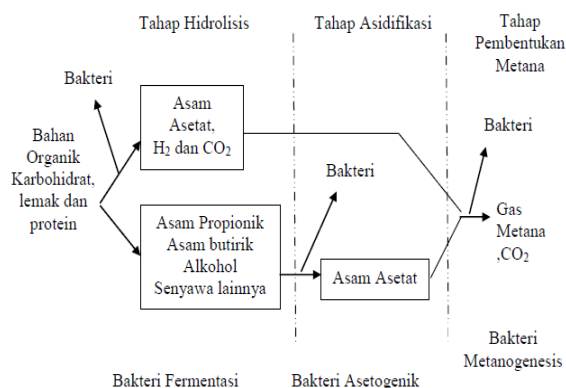 Tahap Hidrolisis
Tahap Asidifikasi
Tahap
Pembentukan
Metana
Bakteri
Asam
Asetat,
H₂ dan CO₂
Bakteri
Bahan
Organik
Karbohidrat,
lemak dan
protein
Bakteri
Asam Propionik
Asam butirik
Alkohol
Senyawa lainnya
Asam Asetat
Gas
Metana
,CO₂
Bakteri
Metanogenesis
Bakteri Fermentasi
Bakteri Asetogenik